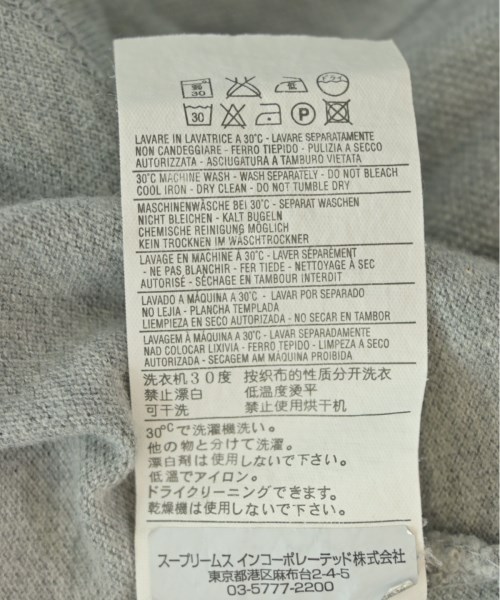 弱
30
低
ドライ
30
P
LAVARE IN LAVATRICE A 30°C - LAVARE SEPARATAMENTE
NON CANDEGGIARE - FERRO TIEPIDO - PULIZIA A SECCO
AUTORIZZATA - ASCIUGATURA A TAMBURO VIETATA
30°C MACHINE WASH - WASH SEPARATELY - DO NOT BLEACH
COOL IRON - DRY CLEAN - DO NOT TUMBLE DRY
MASCHINENWÄSCHE BEI 30°C - SEPARAT WASCHEN
NICHT BLEICHEN - KALT BÜGELN
CHEMISCHE REINIGUNG MÖGLICH
KEIN TROCKNEN IM WÄSCHTROCKNER
LAVAGE EN MACHINE A 30°C - LAVER SÉPARÉMENT
- NE PAS BLANCHIR - FER TIEDE - NETTOYAGE À SEC
AUTORISÉ - SÉCHAGE EN TAMBOUR INTERDIT
LAVADO A MÁQUINA A 30°C - LAVAR POR SEPARADO
NO LEJIA - PLANCHA TEMPLADA
LIEMPIEZA EN SECO AUTORIZADA - NO SECAR EN TAMBOR
LAVAGEM À MÁQUINA A 30°C - LAVAR SEPARADAMENTE
NAD COLOCAR LIXIVIA - FERRO TEPIDO - LIMPEZA A SECO
AUTORIZADA - SECAGEM AM MÁQUINA PROIBIDA
洗衣机30度 按织布的性质分开洗衣
禁止漂白 低温度烫平
可干洗 禁止使用烘干机
30℃で洗濯機洗い。
他の物と分けて洗濯。
漂白剤は使用しないで下さい。
低温でアイロン。
ドライクリーニングできます。
乾燥機は使用しないで下さい。
スープリームス インコーポレーテッド株式会社
東京都港区麻布台2-4-5
03-5777-2200